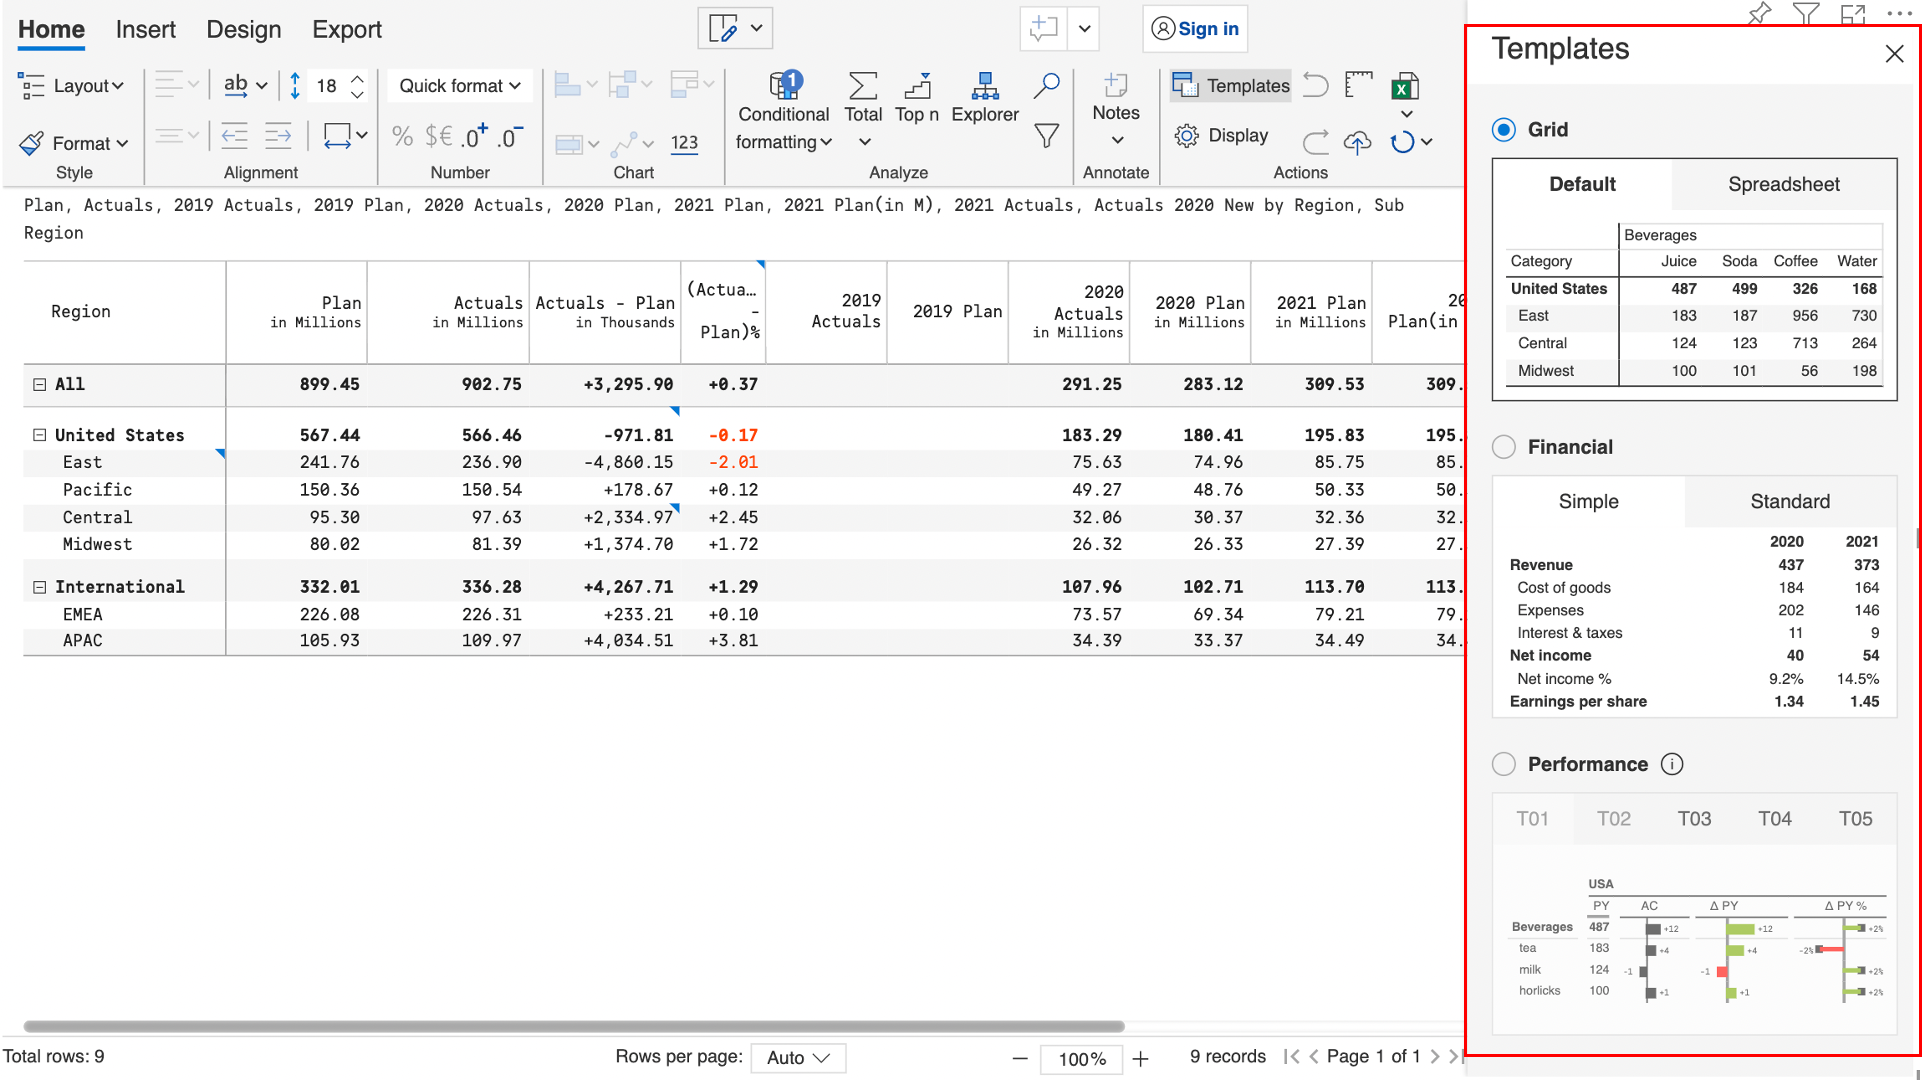 Home Insert Design Export
Sign in
Layout
ab
18
Quick format
Conditional
formatting
1
Total
Top n
Explorer
Notes
Templates
Format
% $€ .0+ .0-
123
Display
Style Alignment Number Chart Analyze Annotate Actions
Plan, Actuals, 2019 Actuals, 2019 Plan, 2020 Actuals, 2020 Plan, 2021 Plan, 2021 Plan(in M), 2021 Actuals, Actuals 2020 New by Region, Sub
Region
Region
Plan
in Millions
Actuals
in Millions
Actuals - Plan
in Thousands
(Actua…
-
Plan)%
2019
Actuals
2019 Plan
2020
Actuals
in Millions
2020 Plan
in Millions
2021 Plan
in Millions
20
Plan(in
All 899.45 902.75 +3,295.90 +0.37 291.25 283.12 309.53 309.
United States 567.44 566.46 -971.81 -0.17 183.29 180.41 195.83 195.
East 241.76 236.90 -4,860.15 -2.01 75.63 74.96 85.75 85.
Pacific 150.36 150.54 +178.67 +0.12 49.27 48.76 50.33 50.
Central 95.30 97.63 +2,334.97 +2.45 32.06 30.37 32.36 32.
Midwest 80.02 81.39 +1,374.70 +1.72 26.32 26.33 27.39 27.
International 332.01 336.28 +4,267.71 +1.29 107.96 102.71 113.70 113.
EMEA 226.08 226.31 +233.21 +0.10 73.57 69.34 79.21 79.
APAC 105.93 109.97 +4,034.51 +3.81 34.39 33.37 34.49 34.
Total rows: 9
Rows per page: Auto
100%
9 records
Page 1 of 1
Templates
Grid
Default Spreadsheet
Beverages
Category Juice Soda Coffee Water
United States 487 499 326 168
East 183 187 956 730
Central 124 123 713 264
Midwest 100 101 56 198
Financial
Simple Standard
2020 2021
Revenue 437 373
Cost of goods 184 164
Expenses 202 146
Interest & taxes 11 9
Net income 40 54
Net income % 9.2% 14.5%
Earnings per share 1.34 1.45
Performance
T01 T02 T03 T04 T05
USA
PY AC Δ PY Δ PY %
Beverages 487 +12 +12 +2%
tea 183 +4 +4 -2%
milk 124 -1 -1 +2%
horlicks 100 +1 +1 +2%